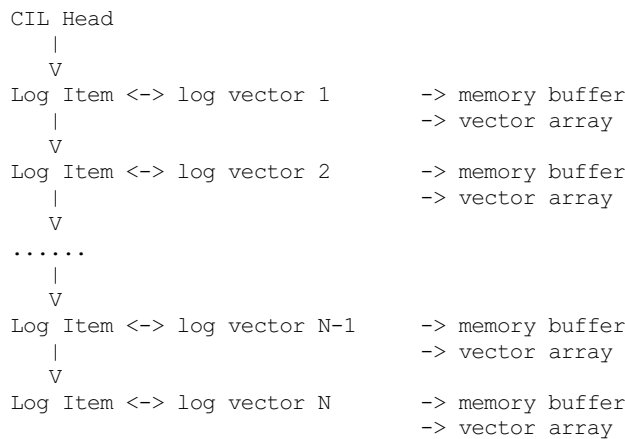 CIL Head
   |
   V
Log Item <-> log vector 1      -> memory buffer
   |                           -> vector array
   V
Log Item <-> log vector 2      -> memory buffer
   |                           -> vector array
   V
......
   |
   V
Log Item <-> log vector N-1    -> memory buffer
   |                           -> vector array
   V
Log Item <-> log vector N      -> memory buffer
                               -> vector array